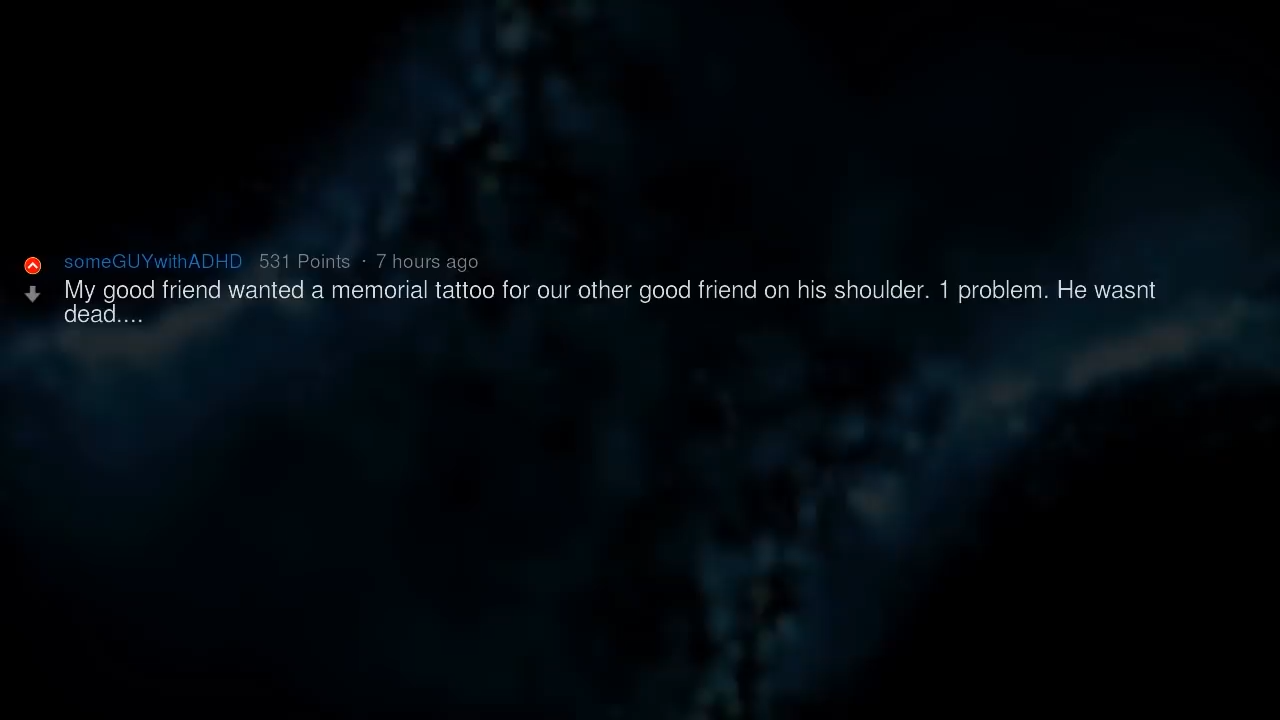 someGUYwithADHD 531 Points · 7 hours ago
My good friend wanted a memorial tattoo for our other good friend on his shoulder. 1 problem. He wasnt
dead....